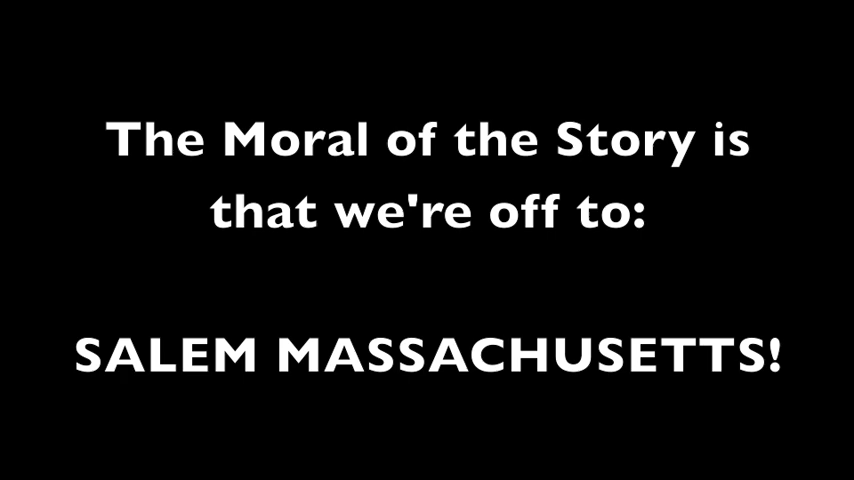 The Moral of the Story is
that we're off to:
SALEM MASSACHUSETTS!